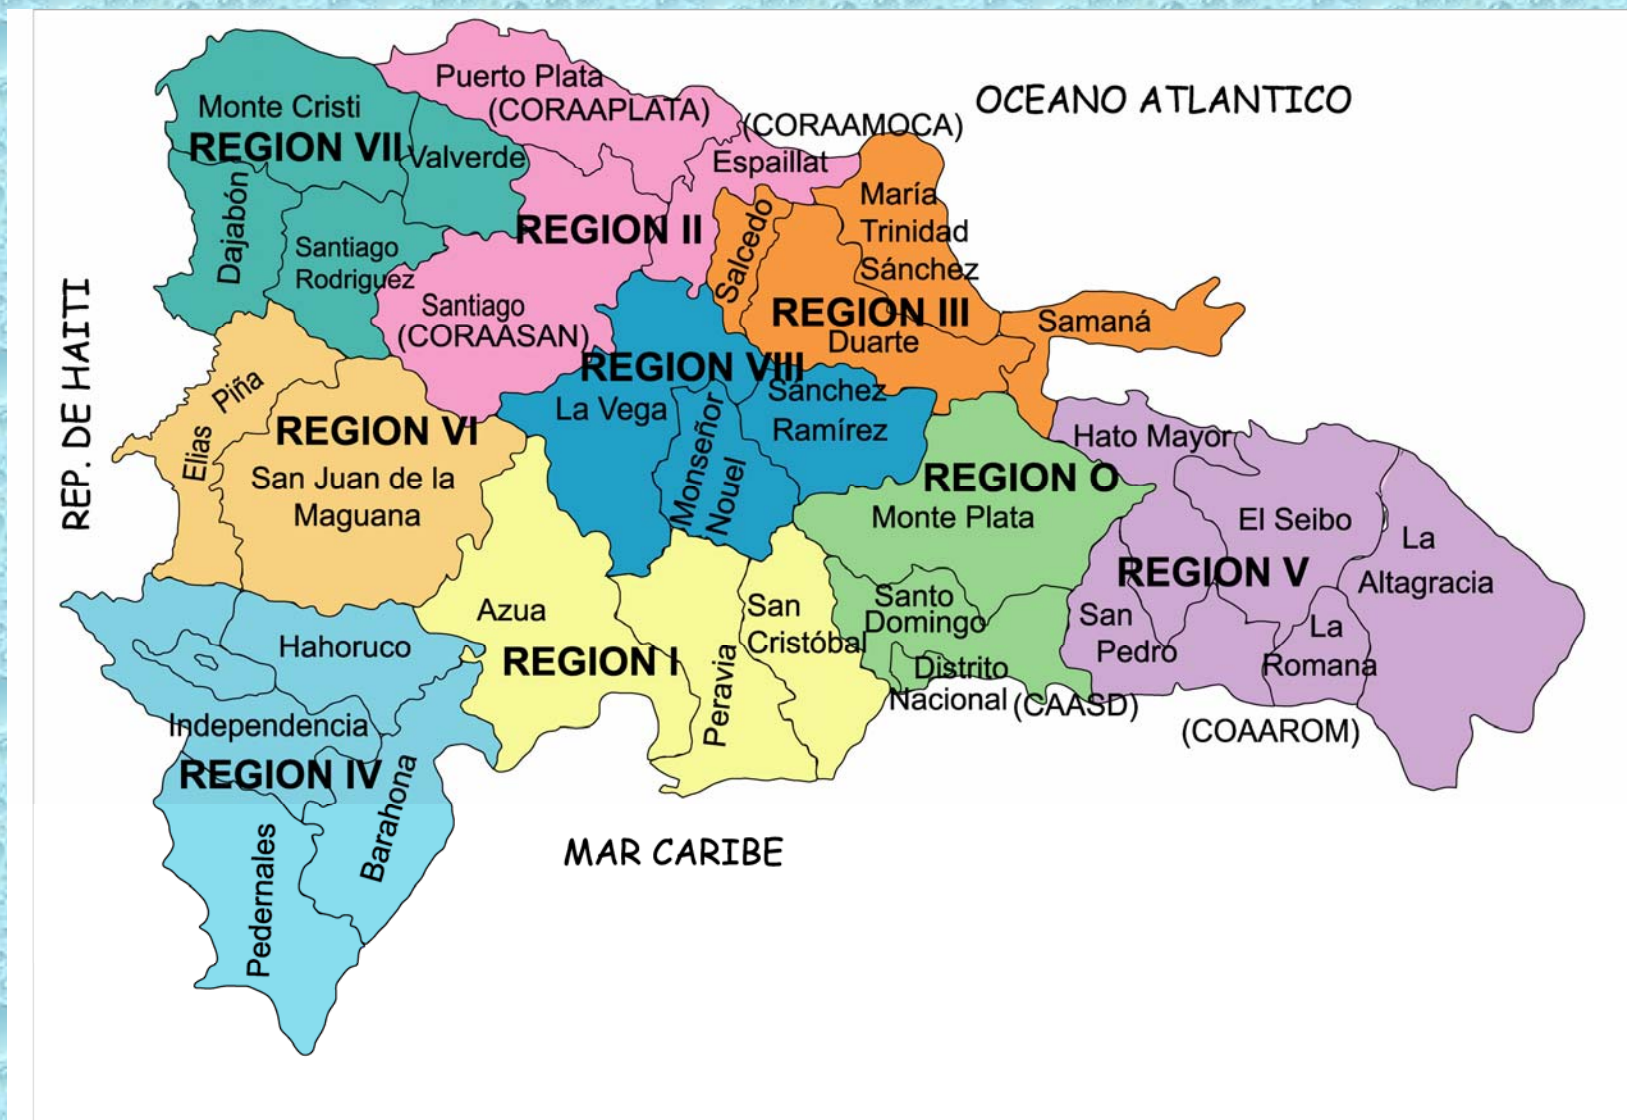 Puerto Plata
(CORAAPLATA)
OCEANO ATLANTICO
(CORAAMOCA)
Espaillat
Monte Cristi
REGION VII
Valverde
Dajabón
Santiago
Rodriguez
REGION II
Santiago
(CORAASAN)
Salcedo
María
Trinidad
Sánchez
REGION III
Duarte
Samaná
REP. DE HAITI
Elias Piña
REGION VI
San Juan de la
Maguana
REGION VIII
La Vega
Monseñor
Nouel
Sánchez
Ramírez
REGION O
Monte Plata
Santo
Domingo
Distrito
Nacional
(CAASD)
Hato Mayor
El Seibo
REGION V
La
Altagracia
San
Pedro
La
Romana
(COAAROM)
Azua
REGION I
Peravia
San
Cristóbal
Hahoruco
Independencia
REGION IV
Barahona
Pedernales
MAR CARIBE